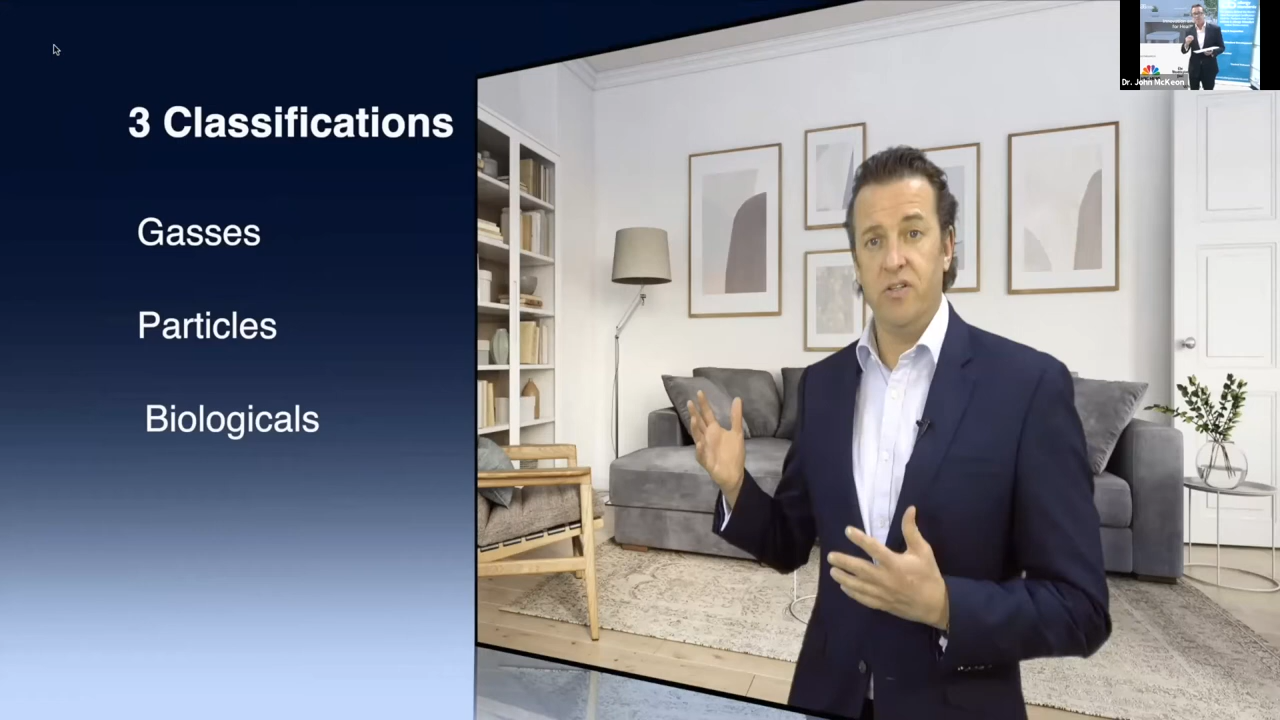 3 Classifications
Gasses
Particles
Biologicals
Dr. John McKeon